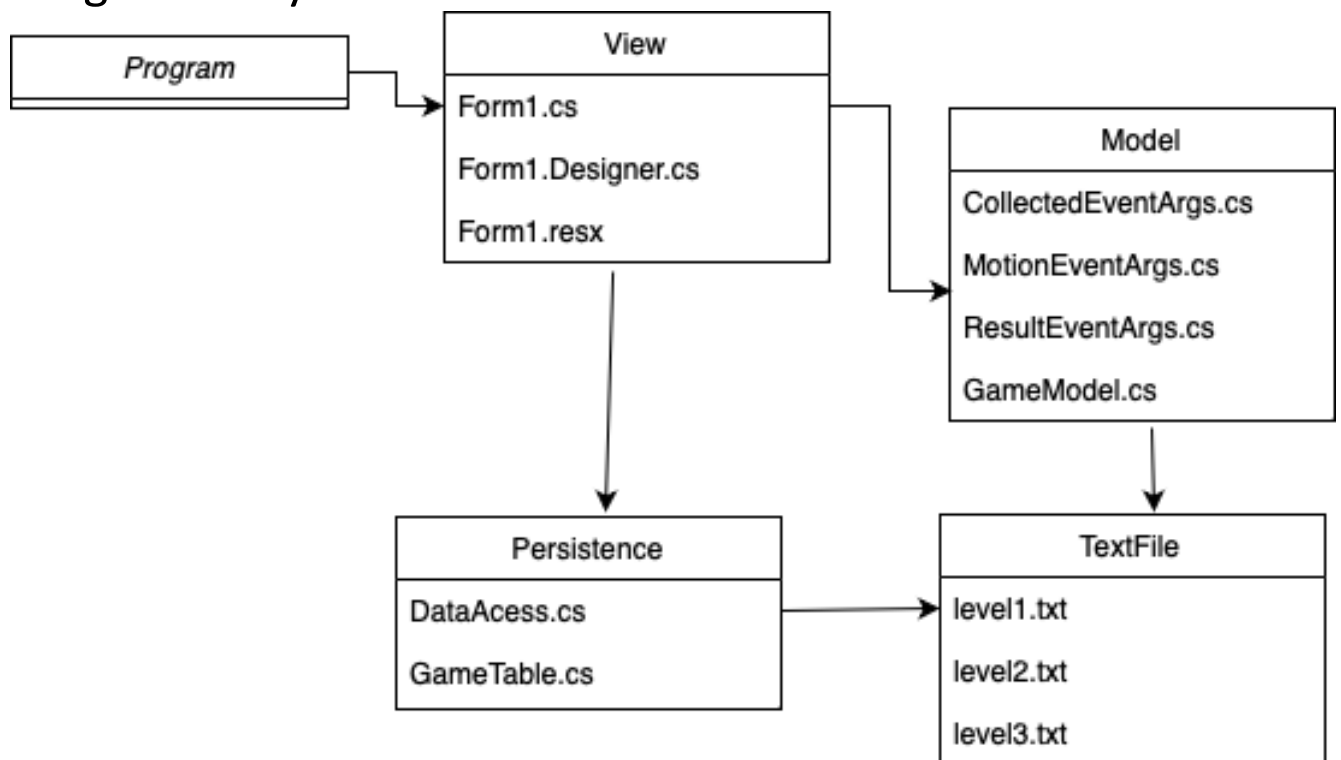 Program
View
Form1.cs
Form1.Designer.cs
Form1.resx
Model
CollectedEventArgs.cs
MotionEventArgs.cs
ResultEventArgs.cs
GameModel.cs
Persistence
DataAcess.cs
GameTable.cs
TextFile
level1.txt
level2.txt
level3.txt